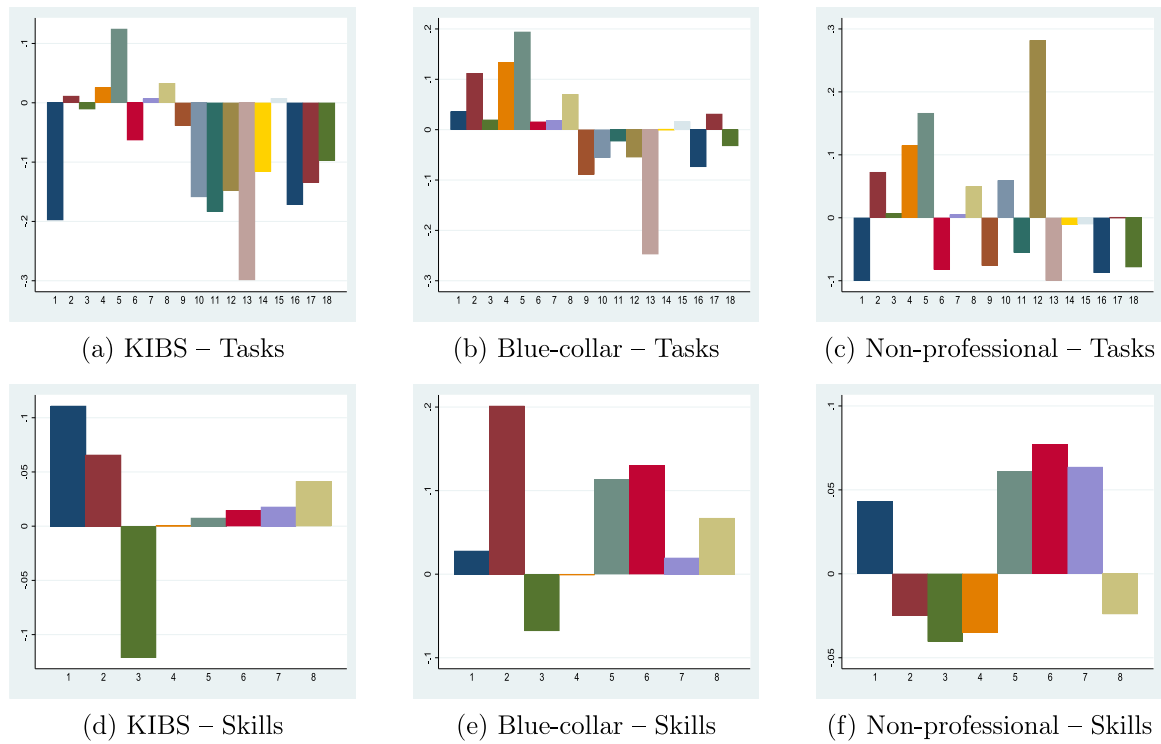 .1
0
-.1
-.2
-.3
1 2 3 4 5 6 7 8 9 10 11 12 13 14 15 16 17 18
(a) KIBS – Tasks
.2
.1
0
-.1
-.2
-.3
1 2 3 4 5 6 7 8 9 10 11 12 13 14 15 16 17 18
(b) Blue-collar – Tasks
.3
.2
.1
0
-.1
1 2 3 4 5 6 7 8 9 10 11 12 13 14 15 16 17 18
(c) Non-professional – Tasks
.1
.05
0
-.05
-.1
1 2 3 4 5 6 7 8
(d) KIBS – Skills
.2
.1
0
-.1
1 2 3 4 5 6 7 8
(e) Blue-collar – Skills
.1
.05
0
-.05
1 2 3 4 5 6 7 8
(f) Non-professional – Skills